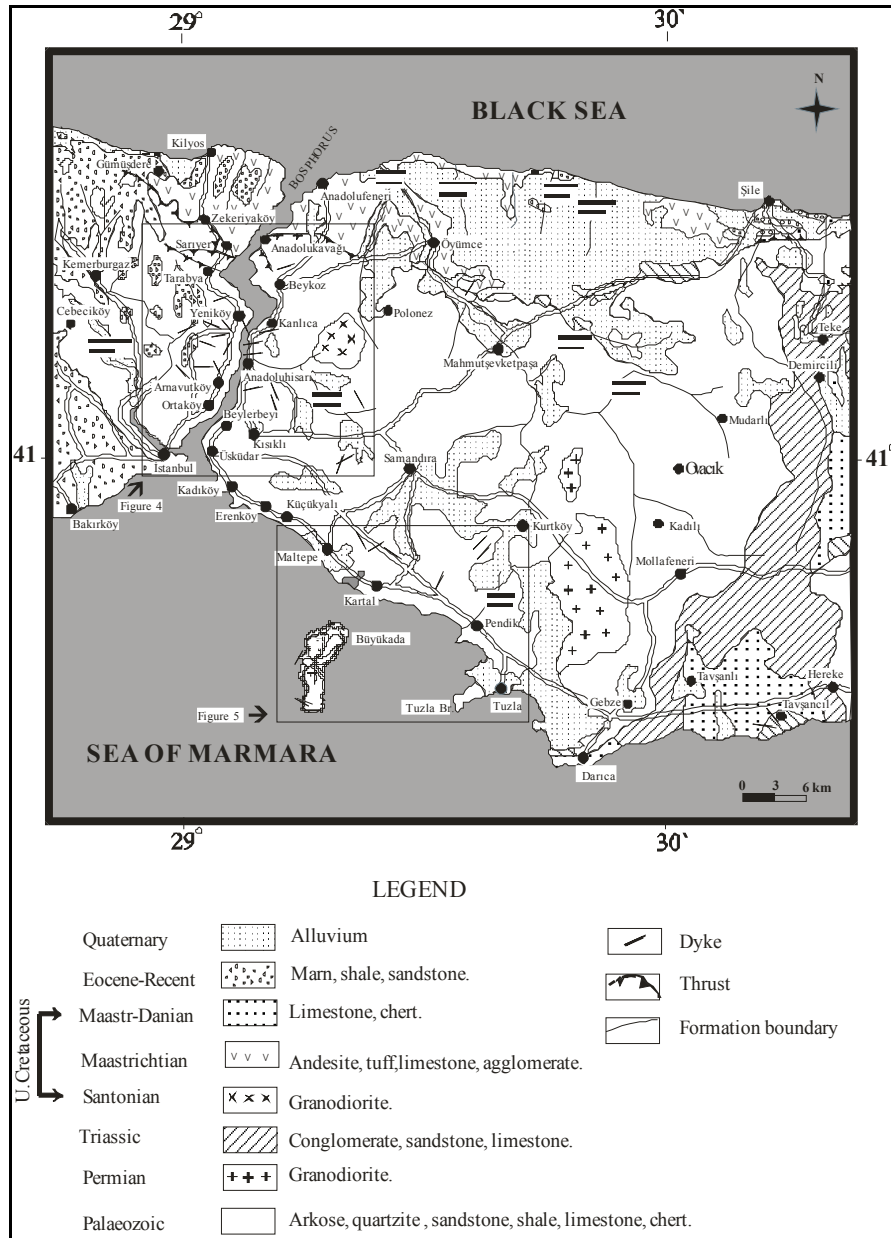 29°
30°
N
BLACK SEA
BOSPHORUS
Kilyos
Gümüşdere
Anadolufeneri
Şile
Zekeriyaköy
Sarıyer
Anadolukavağı
Öyümce
Kemerburgaz
Tarabya
Beykoz
Cebeciköy
Yeniköy
Kanlıca
Polonez
Teke
Mahmutşevketpaşa
Anadoluhisarı
Demircili
Arnavutköy
Ortaköy
Beylerbeyi
Mudarlı
Kısıklı
41
İstanbul
Üsküdar
Samandıra
Ovacık
41°
Kadıköy
Figure 4
Bakırköy
Erenköy
Küçükyalı
Kurtköy
Kadılı
Maltepe
Mollafeneri
Kartal
Pendik
Büyükada
Tavşanlı
Hereke
Figure 5
Tuzla Br
Tuzla
Gebze
Tavşancıl
SEA OF MARMARA
Darıca
0 3 6 km
29°
30°
LEGEND
Quaternary Alluvium
Eocene-Recent Marn, shale, sandstone.
Maastr-Danian Limestone, chert.
Maastrichtian Andesite, tuff,limestone, agglomerate.
Santonian Granodiorite.
Triassic Conglomerate, sandstone, limestone.
Permian Granodiorite.
Palaeozoic Arkose, quartzite , sandstone, shale, limestone, chert.
U.Cretaceous
Dyke
Thrust
Formation boundary